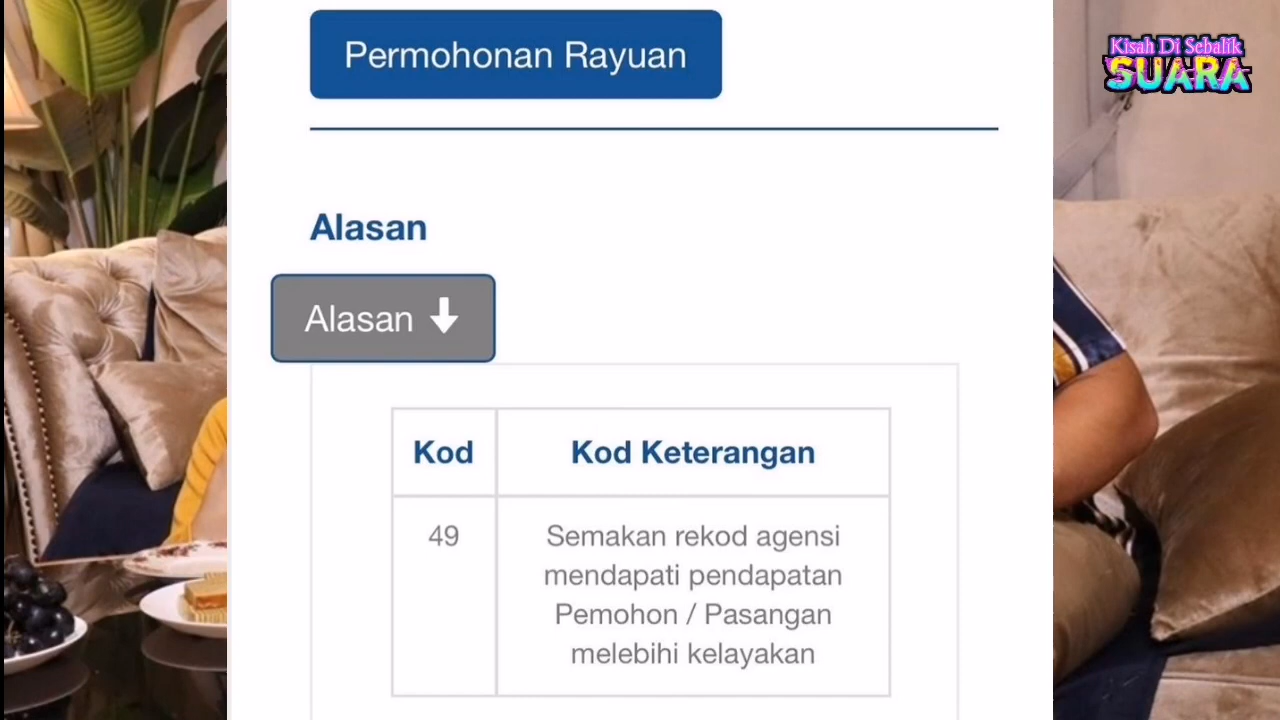 Permohonan Rayuan
Kisah Di Sebalik
SUARA
Alasan
Alasan
Kod
Kod Keterangan
49
Semakan rekod agensi
mendapati pendapatan
Pemohon / Pasangan
melebihi kelayakan